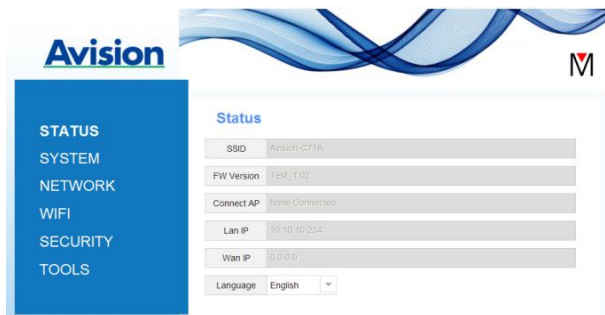 Avision
STATUS
SYSTEM
NETWORK
WIFI
SECURITY
TOOLS
Status
SSID Avision-C71A
FW Version Test_1.02
Connect AP None Connected
Lan IP 10.10.10.254
Wan IP 0.0.0.0
Language English